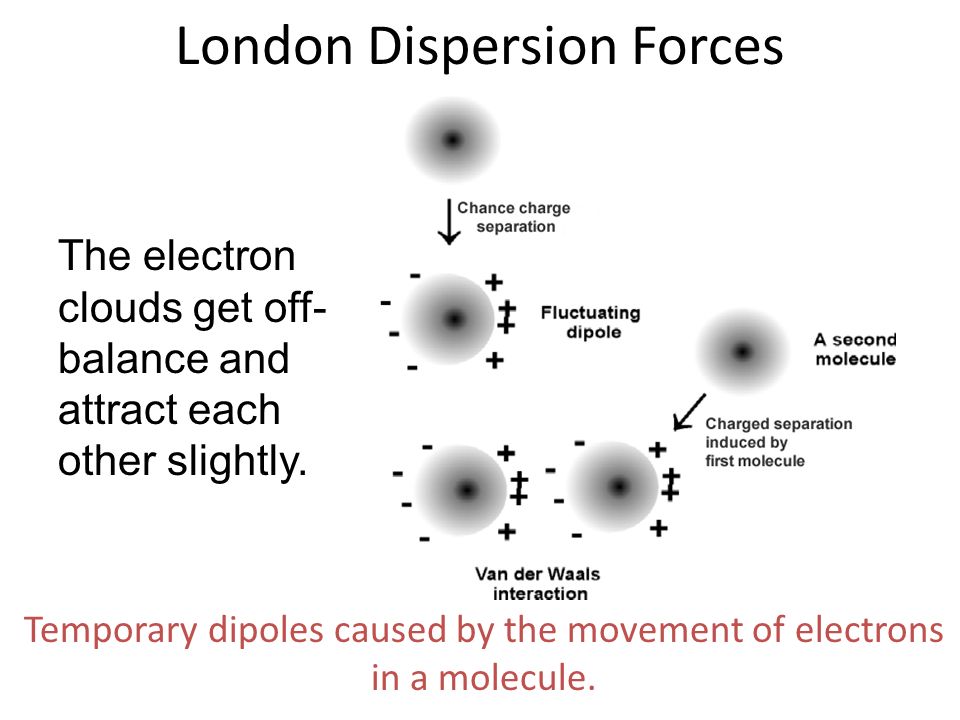 London Dispersion Forces
Chance charge
separation
The electron
clouds get off-
balance and
attract each
other slightly.
- +
- +
- +
- +
Fluctuating
dipole
A second
molecule
Charged separation
induced by
first molecule
- + - +
- + - +
- + - +
- + - +
Van der Waals
interaction
Temporary dipoles caused by the movement of electrons
in a molecule.